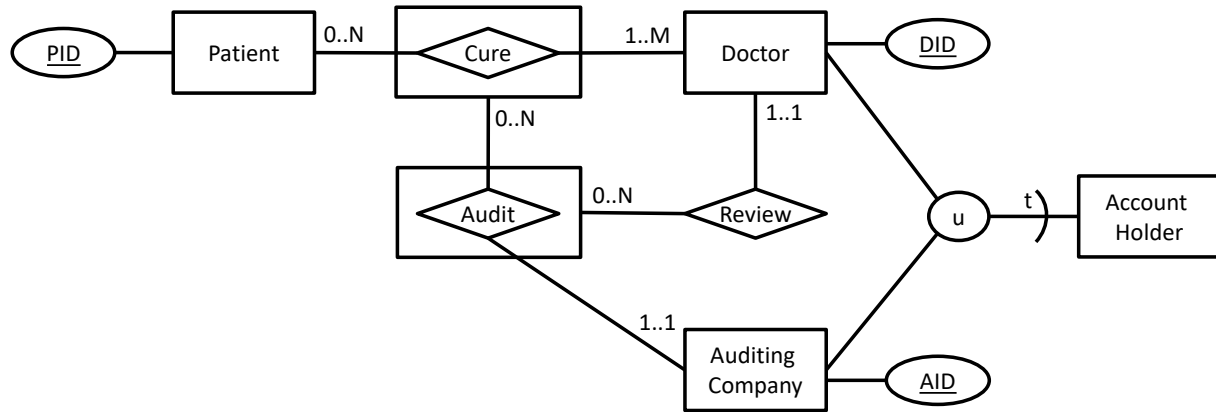 PID
Patient
0..N
Cure
1..M
Doctor
DID
0..N
1..1
Audit
0..N
Review
u
t
Account
Holder
1..1
Auditing
Company
AID